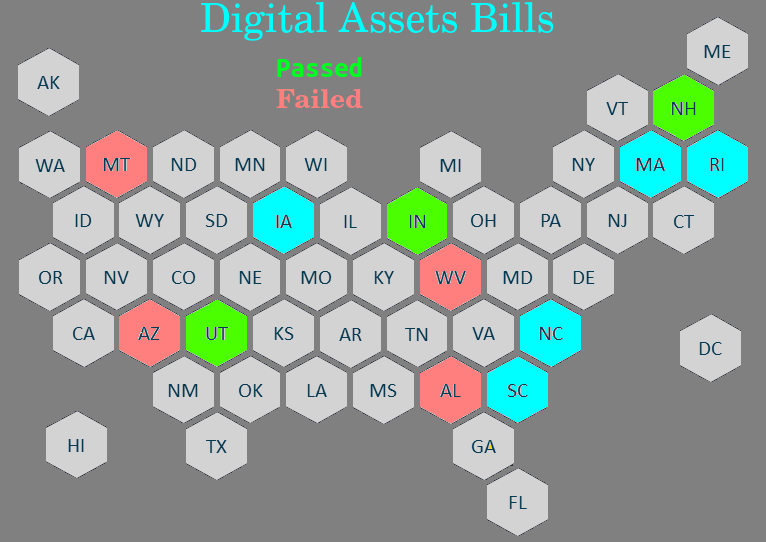 Digital Assets Bills
Passed
Failed
ME
AK
VT NH
WA MT ND MN WI MI NY MA RI
ID WY SD IA IL IN OH PA NJ CT
OR NV CO NE MO KY WV MD DE
CA AZ UT KS AR TN VA NC
DC
NM OK LA MS AL SC
HI TX GA
FL